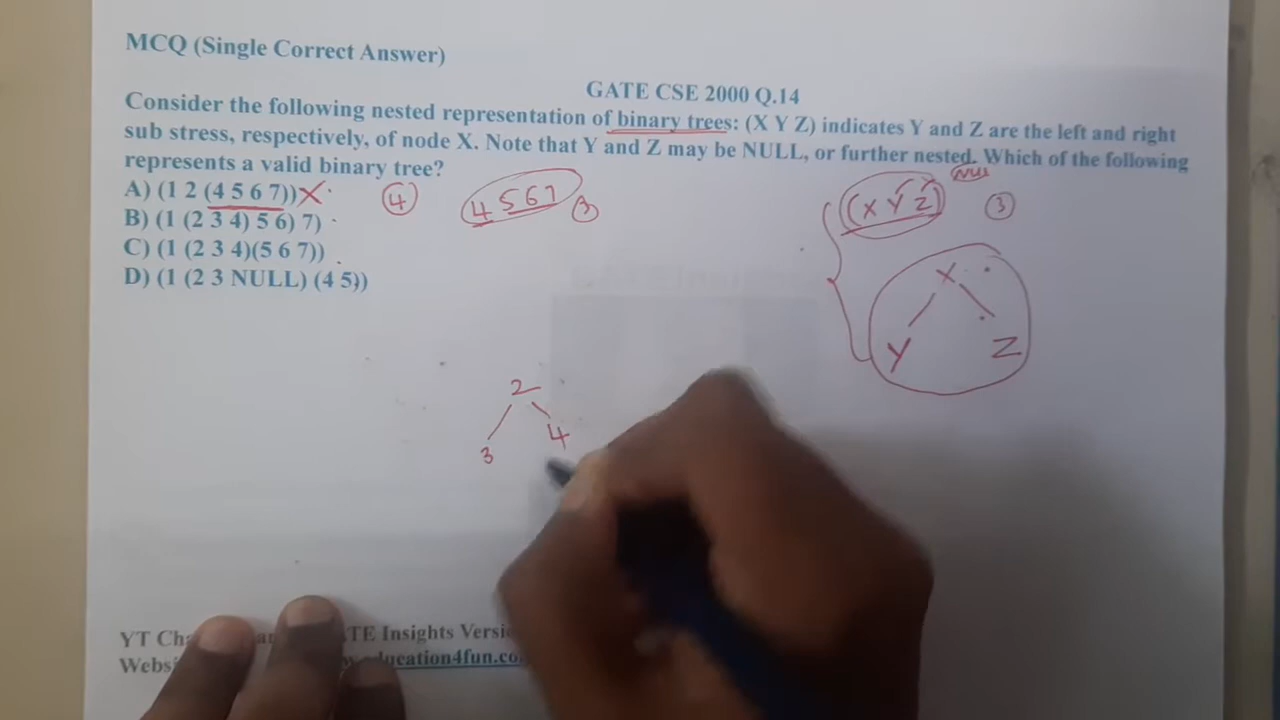 MCQ (Single Correct Answer)
GATE CSE 2000 Q.14
Consider the following nested representation of binary trees: (X Y Z) indicates Y and Z are the left and right
sub stress, respectively, of node X. Note that Y and Z may be NULL, or further nested. Which of the following
represents a valid binary tree?
A) (1 2 (4 5 6 7)) X
B) (1 (2 3 4) 5 6) 7)
C) (1 (2 3 4)(5 6 7))
D) (1 (2 3 NULL) (4 5))
4
4 5 6 7
3
(X Y Z)
Null
3
X
Y Z
2
3 4
YT
TE Insights Versi
Webs
education4fun.co